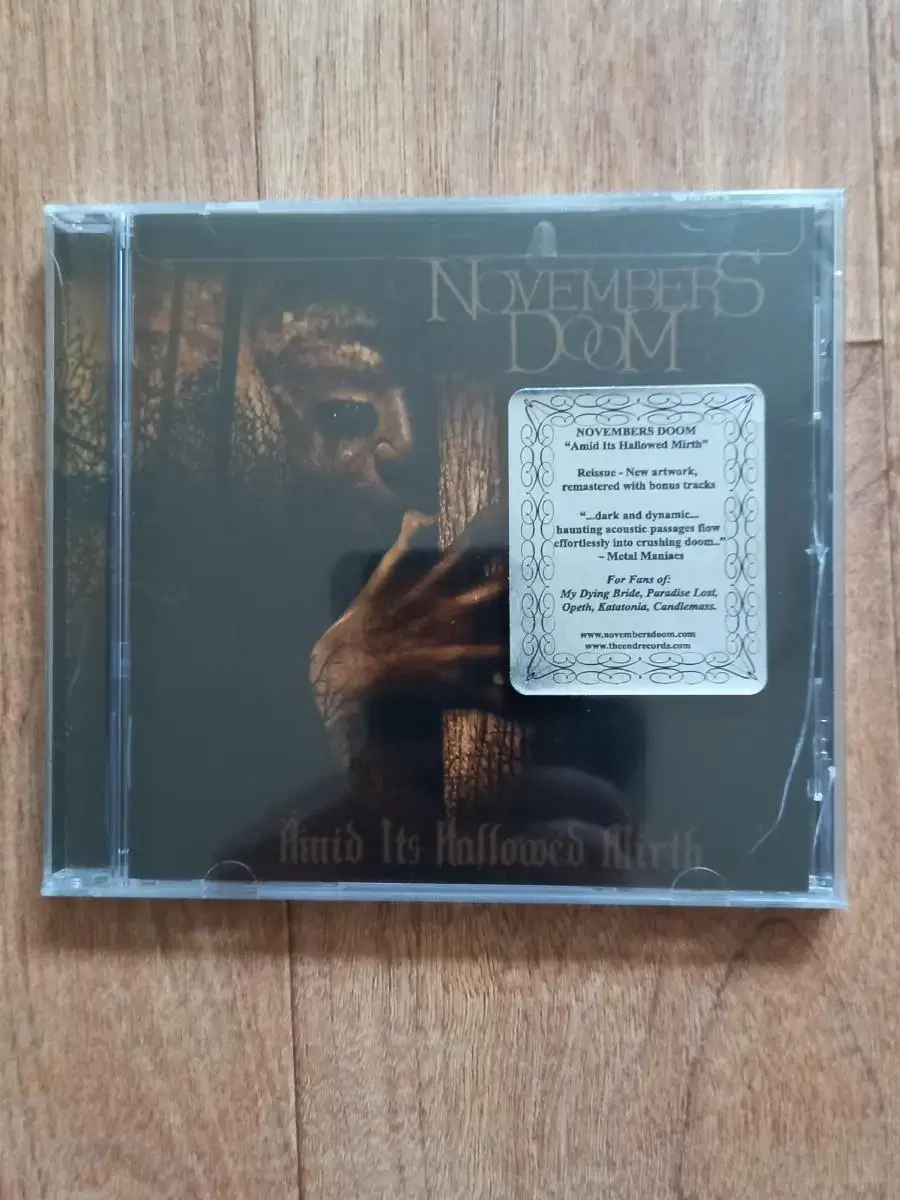 NOVEMBERS
DOOM
NOVEMBERS DOOM
“Amid Its Hallowed Mirth”
Reissue - New artwork,
remastered with bonus tracks
“...dark and dynamic...
haunting acoustic passages flow
effortlessly into crushing doom..”
~ Metal Maniacs
For Fans of:
My Dying Bride, Paradise Lost,
Opeth, Katatonia, Candlemass.
www.novembersdoom.com
www.theendrecords.com
Amid Its Hallowed Mirth